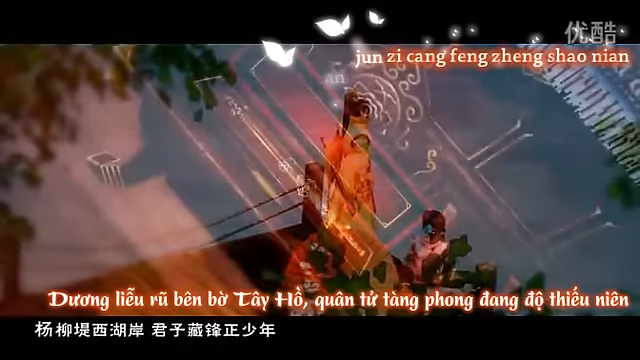 优酷
jun zi cang feng zheng shao nian
an
Dương liễu rũ bên bờ Tây Hồ, quân tử tàng phong đang độ thiếu niên
杨柳堤西湖岸 君子藏锋正少年